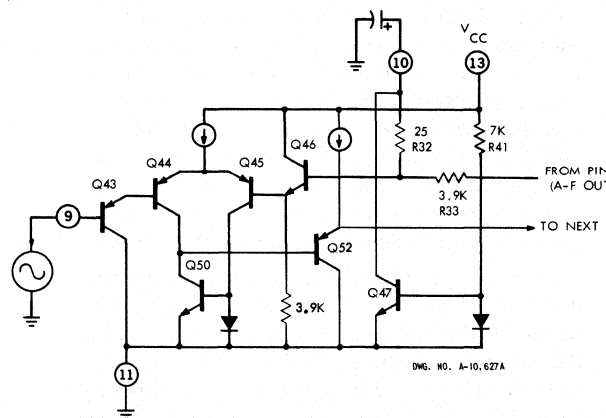 VCC
10
13
+
25
R32
7K
R41
Q46
Q44
Q45
Q43
FROM PIN
(A-F OUT
3.9K
R33
9
TO NEXT
Q52
Q50
Q47
3.9K
DWG. NO. A-10,627A
11